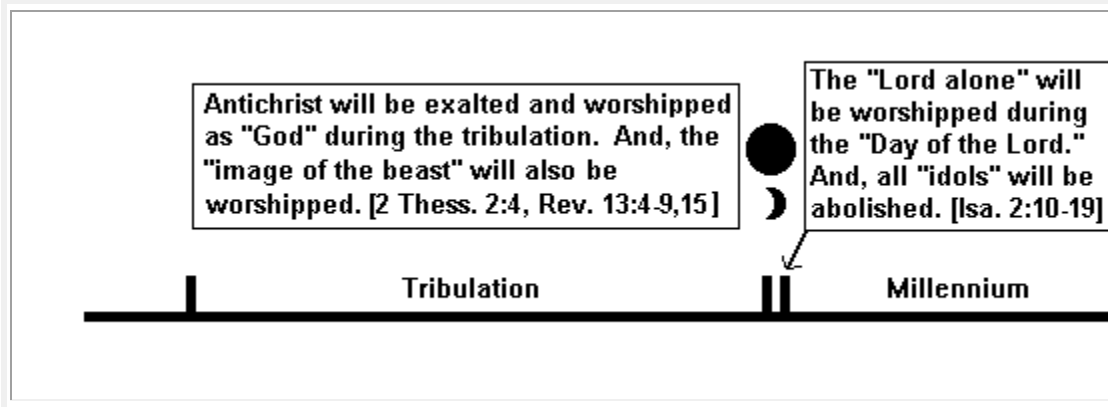 Antichrist will be exalted and worshipped
as "God" during the tribulation.  And, the
"image of the beast" will also be
worshipped. [2 Thess. 2:4, Rev. 13:4-9,15]
The "Lord alone" will
be worshipped during
the "Day of the Lord."
And, all "idols" will be
abolished. [Isa. 2:10-19]
Tribulation
Millennium